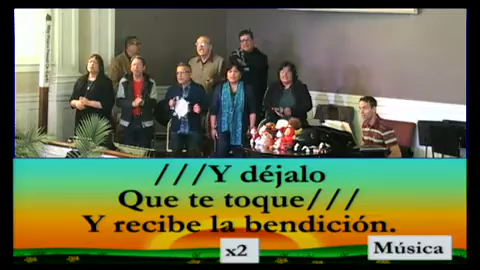 ///Y déjalo
Que te toque///
Y recibe la bendición.
x2
Música